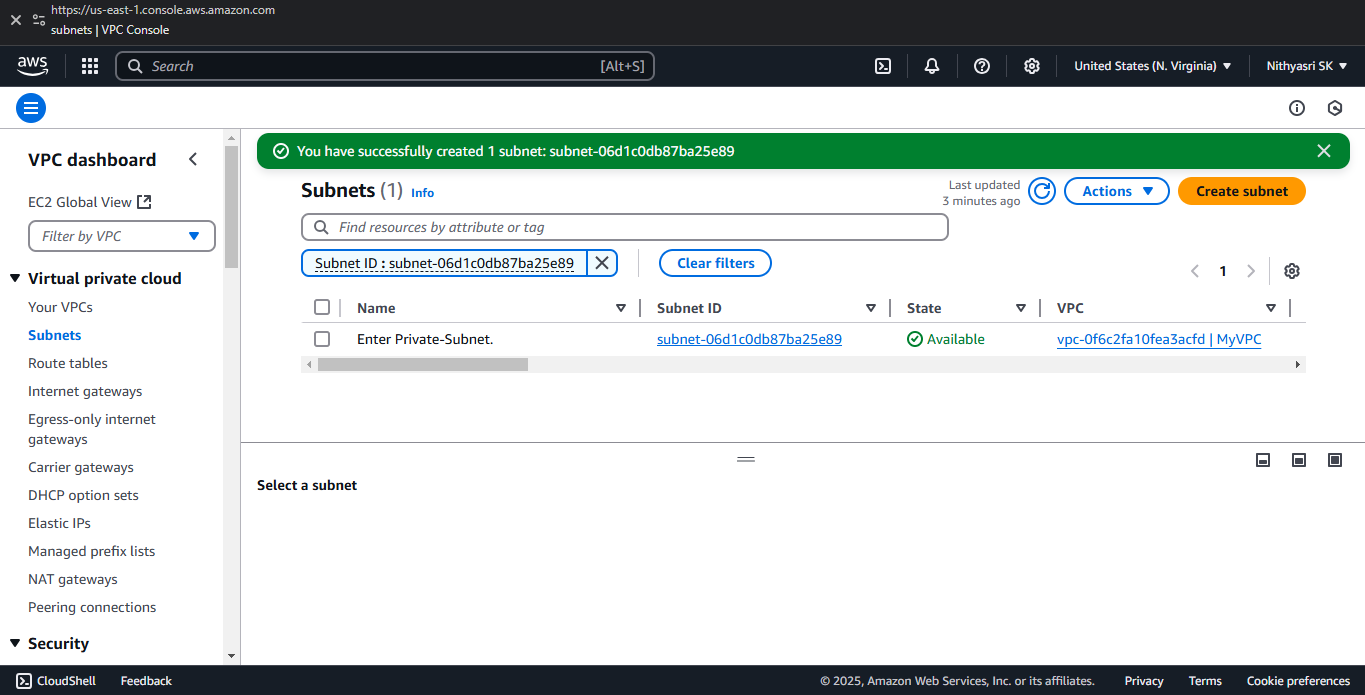 https://us-east-1.console.aws.amazon.com
subnets | VPC Console
aws
Search
[Alt+S]
United States (N. Virginia)
Nithyasri SK
VPC dashboard
EC2 Global View
Filter by VPC
Virtual private cloud
Your VPCs
Subnets
Route tables
Internet gateways
Egress-only internet
gateways
Carrier gateways
DHCP option sets
Elastic IPs
Managed prefix lists
NAT gateways
Peering connections
Security
You have successfully created 1 subnet: subnet-06d1c0db87ba25e89
Subnets (1) Info
Last updated
3 minutes ago
Actions
Create subnet
Find resources by attribute or tag
Subnet ID : subnet-06d1c0db87ba25e89
Clear filters
1
Name
Subnet ID
State
VPC
Enter Private-Subnet.
subnet-06d1c0db87ba25e89
Available
vpc-0f6c2fa10fea3acfd | MyVPC
Select a subnet
CloudShell
Feedback
© 2025, Amazon Web Services, Inc. or its affiliates.
Privacy
Terms
Cookie preferences